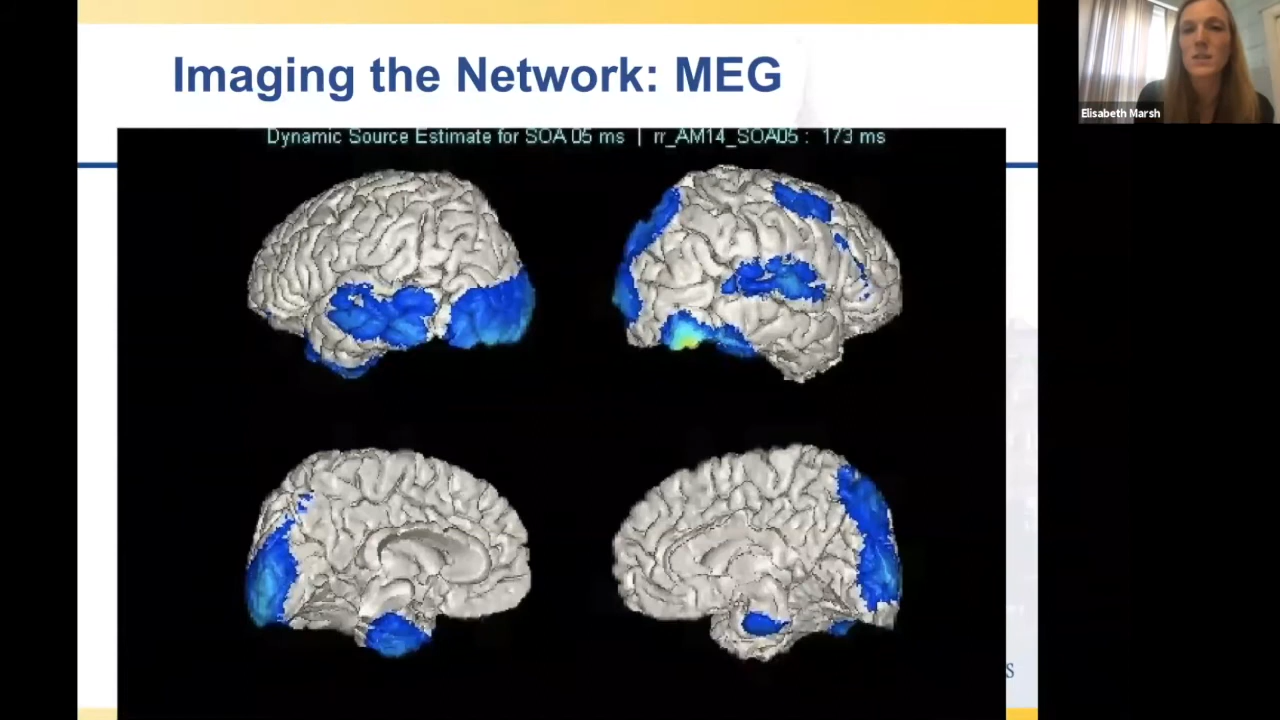 Imaging the Network: MEG
Elisabeth Marsh
Dynamic Source Estimate for SOA 05 ms | rr_AM14_SOA05 : 173 ms
S